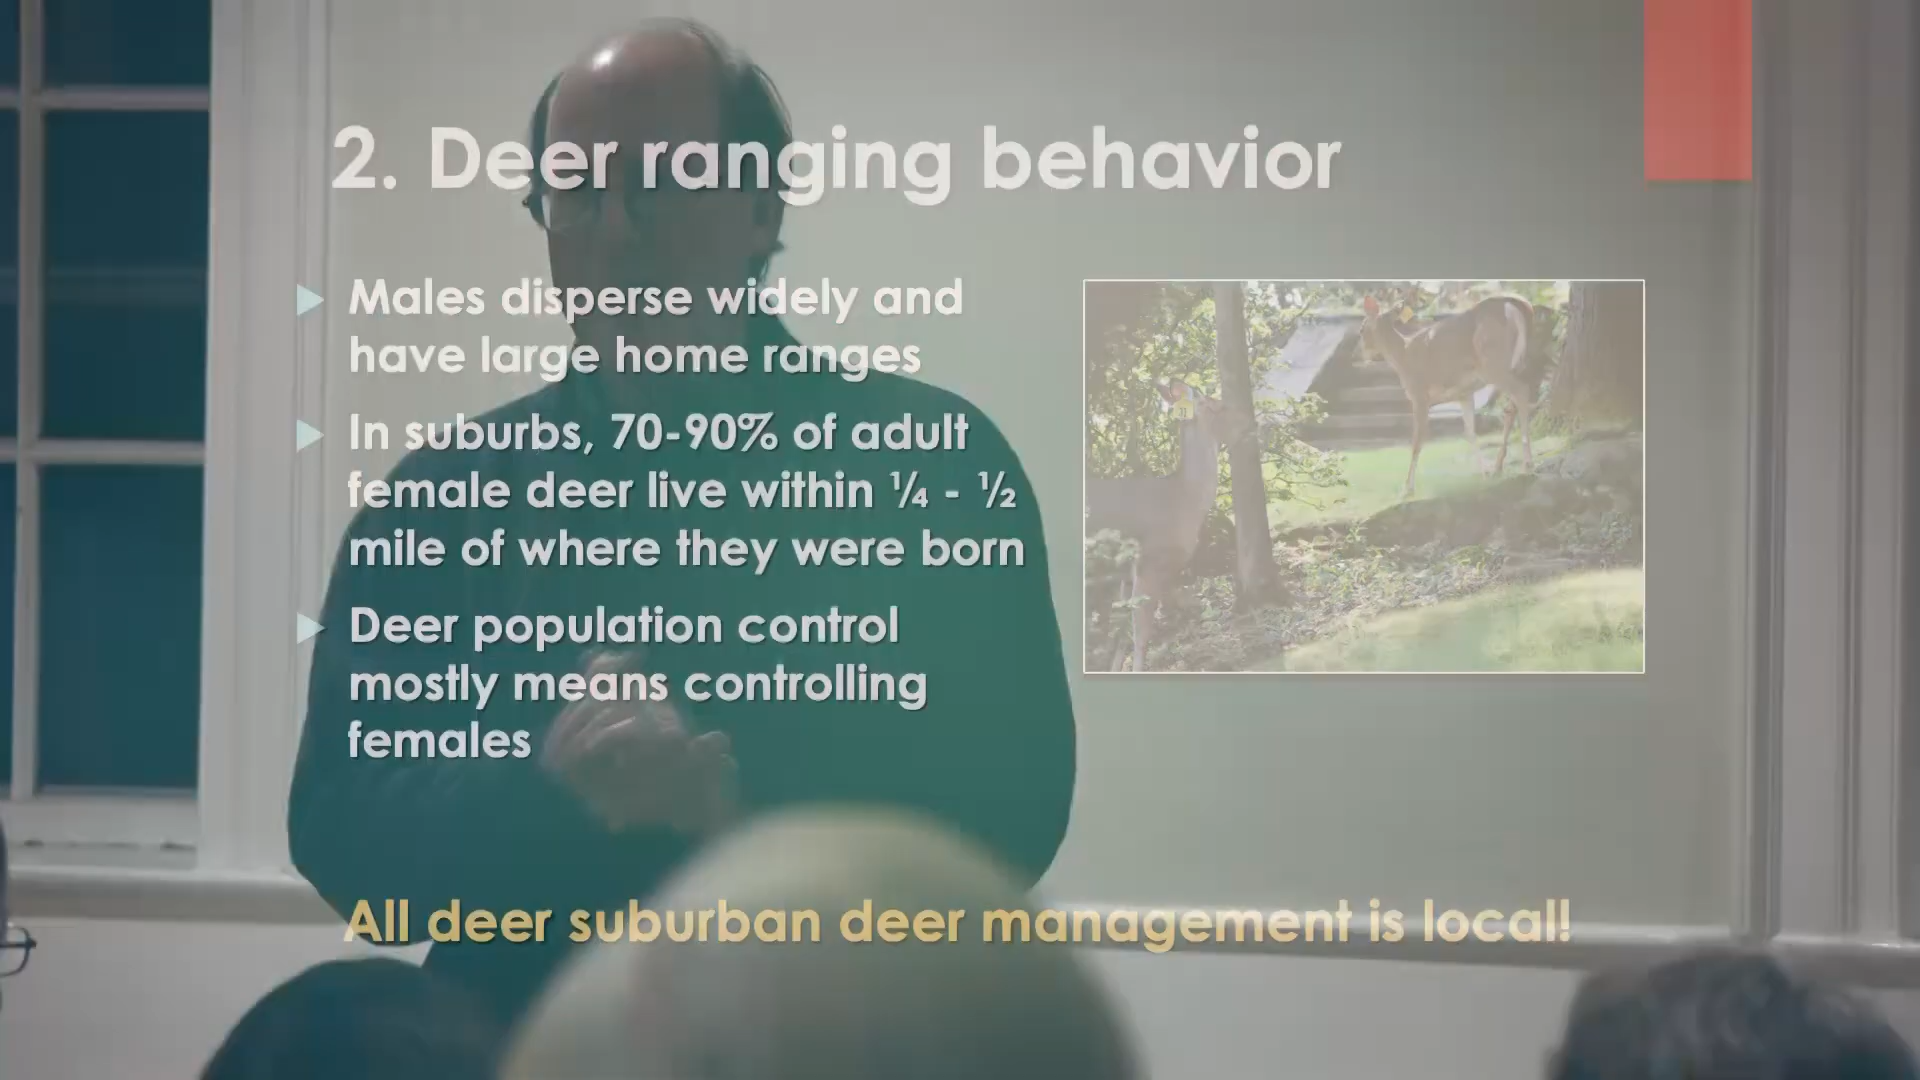 2. Deer ranging behavior
Males disperse widely and
have large home ranges
In suburbs, 70-90% of adult
female deer live within ¼ - ½
mile of where they were born
Deer population control
mostly means controlling
females
All deer suburban deer management is local!